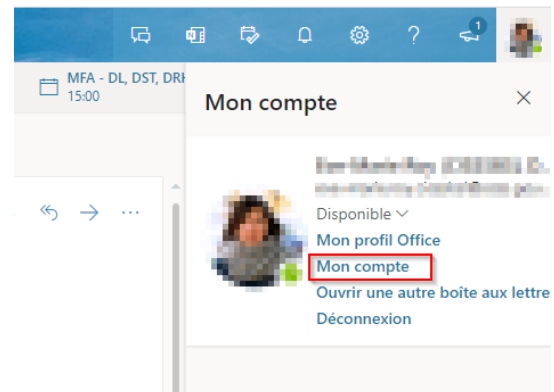 1
MFA - DL, DST, DRH
15:00
Mon compte
Disponible
Mon profil Office
Mon compte
Ouvrir une autre boîte aux lettre
Déconnexion